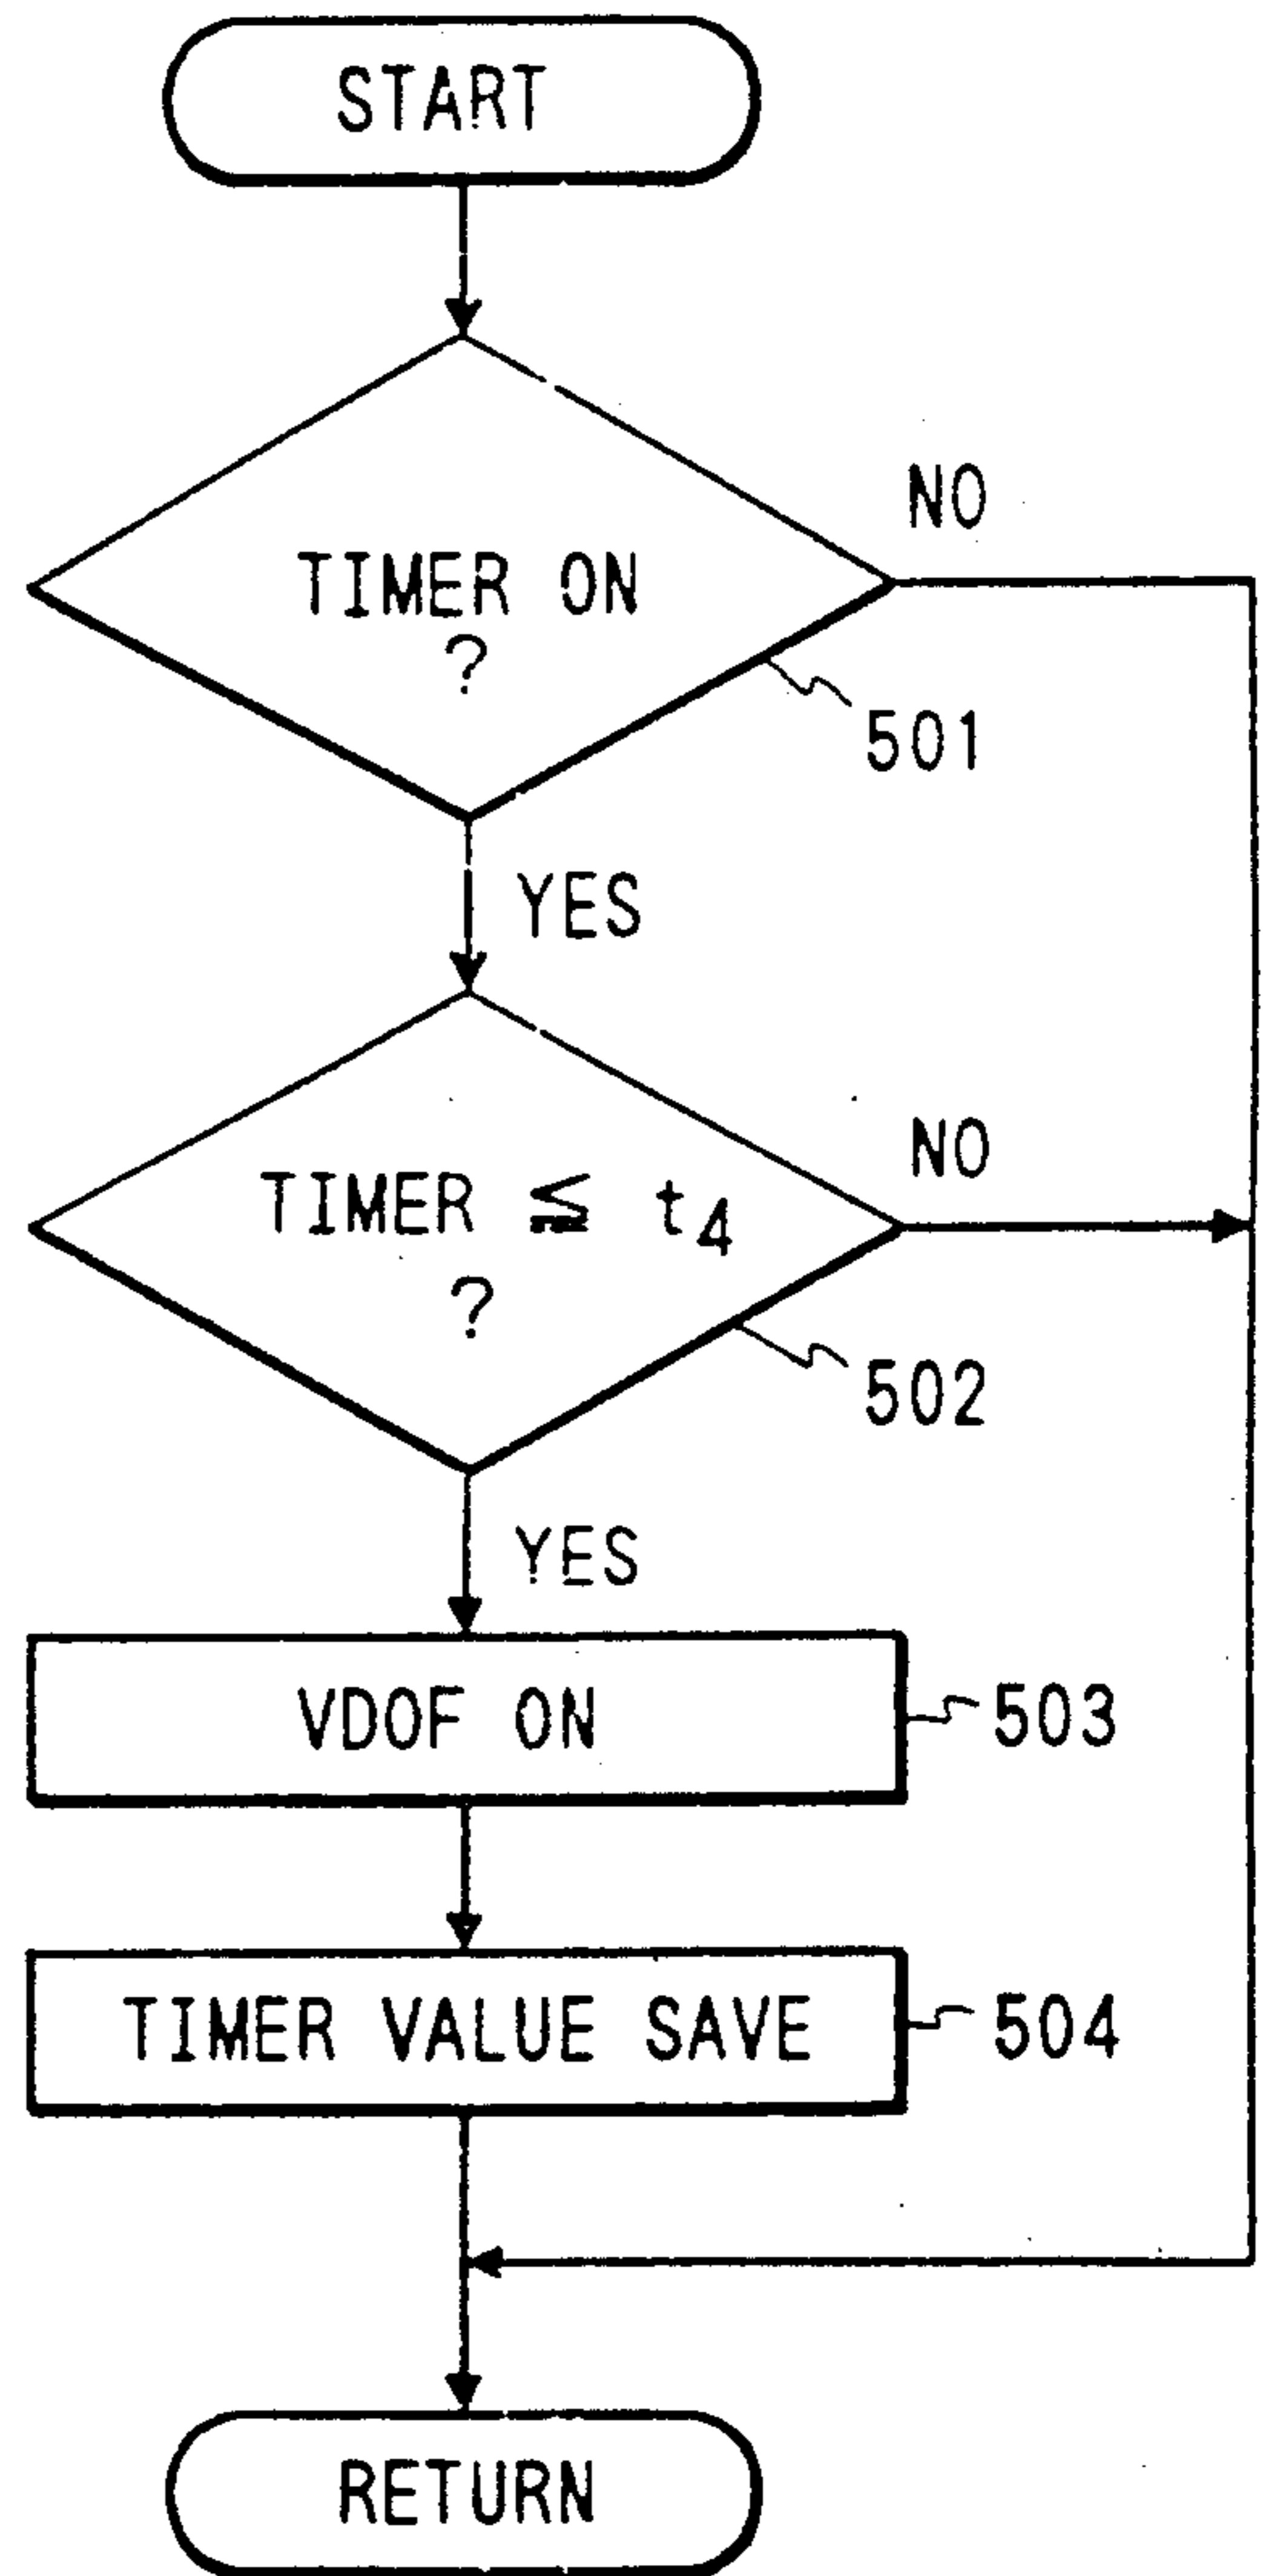 START
TIMER ON
?
NO
501
YES
TIMER ≦ t4
?
NO
502
YES
VDOF ON
503
TIMER VALUE SAVE
504
RETURN